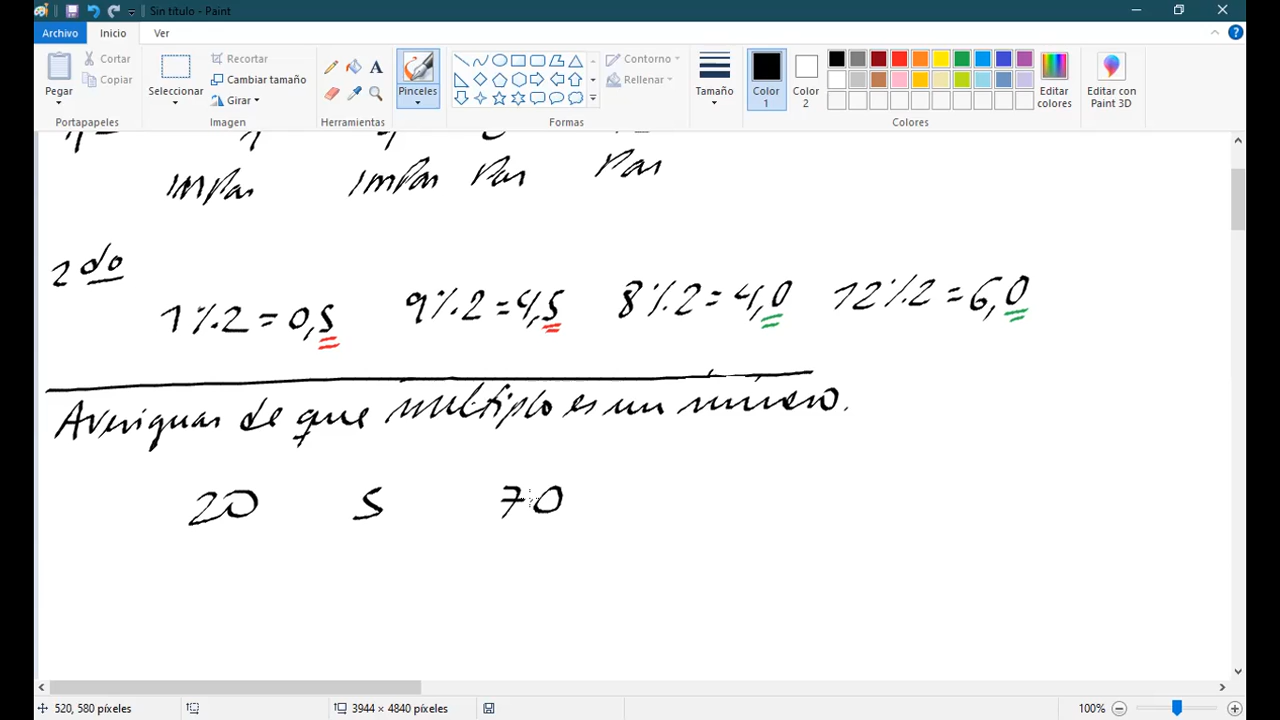 Sin título - Paint
Archivo Inicio Ver
Pegar
Cortar
Copiar
Portapapeles
Seleccionar
Recortar
Cambiar tamaño
Girar
Imagen
A
Herramientas
Pinceles
Contorno
Rellenar
Formas
Tamaño
Color 1
Color 2
Editar colores
Editar con Paint 3D
Colores
Impar Impar Par Par
2do
1%2=0,5 9%2=4,5 8%2=4,0 12%2=6,0
Averiguar de que multiplo es un numero.
20 5 70
520, 580 píxeles
3944 × 4840 píxeles
100%